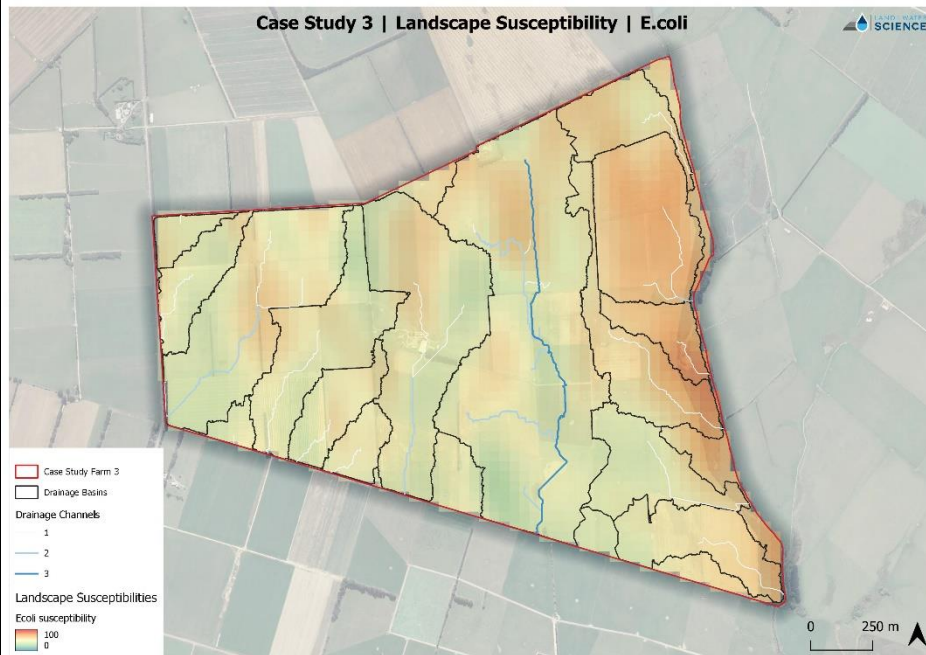 Case Study 3 | Landscape Susceptibility | E.coli
LAND WATER
SCIENCE
Case Study Farm 3
Drainage Basins
Drainage Channels
1
2
3
Landscape Susceptibilities
Ecoli susceptibility
100
0
0 250 m